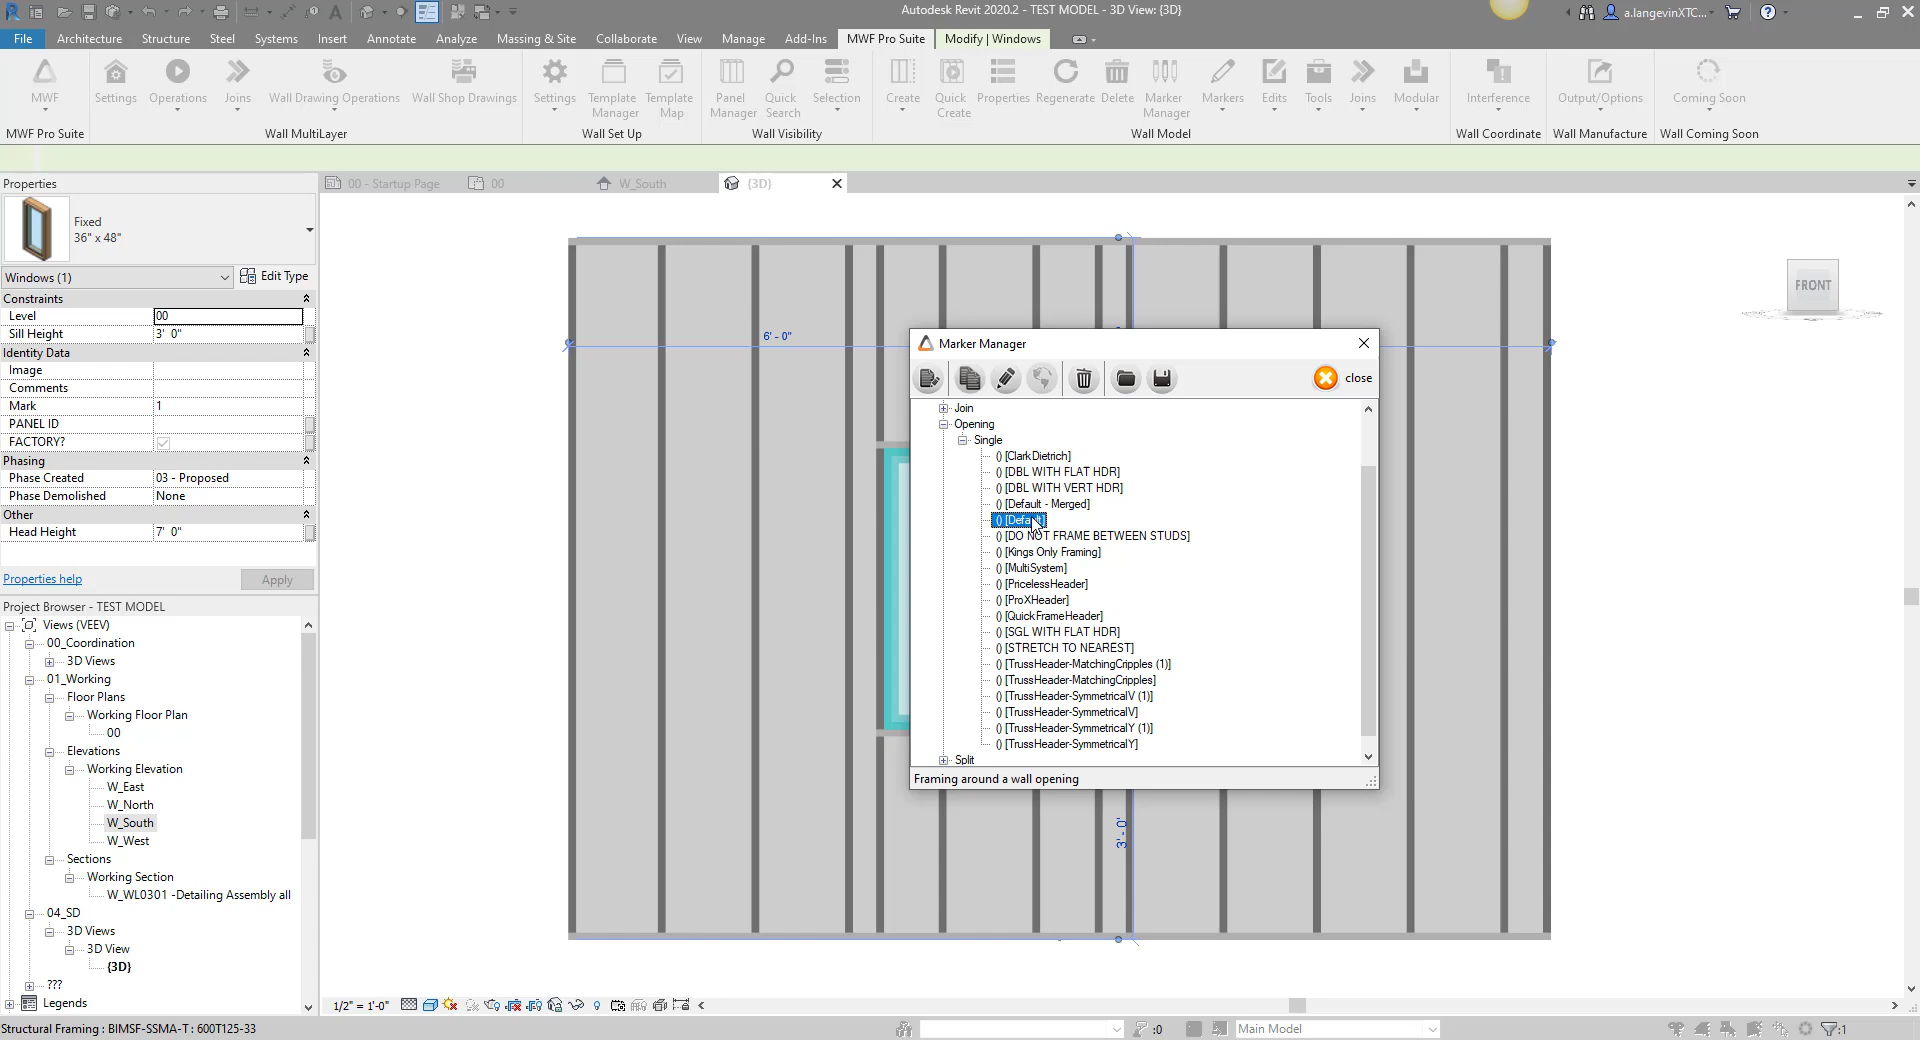 Autodesk Revit 2020.2 - TEST MODEL - 3D View: {3D}
a.langevinXTC...
File Architecture Structure Steel Systems Insert Annotate Analyze Massing & Site Collaborate View Manage Add-Ins MWF Pro Suite Modify | Windows
MWF Settings Operations Joins Wall Drawing Operations Wall Shop Drawings Settings Template Manager Template Map Panel Manager Quick Search Selection Create Quick Create Properties Regenerate Delete Marker Manager Markers Edits Tools Joins Modular Interference Output/Options Coming Soon
MWF Pro Suite Wall MultiLayer Wall Set Up Wall Visibility Wall Model Wall Coordinate Wall Manufacture Wall Coming Soon
Properties
00 - Startup Page 00 W_South {3D}
Fixed
36" x 48"
Windows (1) Edit Type
Constraints
Level 00
Sill Height 3' 0"
Identity Data
Image
Comments
Mark 1
PANEL ID
FACTORY?
Phasing
Phase Created 03 - Proposed
Phase Demolished None
Other
Head Height 7' 0"
Properties help Apply
Project Browser - TEST MODEL
Views (VEEV)
00_Coordination
3D Views
01_Working
Floor Plans
Working Floor Plan
00
Elevations
Working Elevation
W_East
W_North
W_South
W_West
Sections
Working Section
W_WL0301 -Detailing Assembly all
04_SD
3D Views
3D View
{3D}
???
Legends
6' - 0"
FRONT
Marker Manager
close
Join
Opening
Single
() [ClarkDietrich]
() [DBL WITH FLAT HDR]
() [DBL WITH VERT HDR]
() [Default - Merged]
() [Default]
() [DO NOT FRAME BETWEEN STUDS]
() [Kings Only Framing]
() [MultiSystem]
() [PricelessHeader]
() [ProXHeader]
() [QuickFrameHeader]
() [SGL WITH FLAT HDR]
() [STRETCH TO NEAREST]
() [TrussHeader-MatchingCripples (1)]
() [TrussHeader-MatchingCripples]
() [TrussHeader-SymmetricalV (1)]
() [TrussHeader-SymmetricalV]
() [TrussHeader-SymmetricalY (1)]
() [TrussHeader-SymmetricalY]
Split
Framing around a wall opening
3' - 0"
1/2" = 1'-0"
Structural Framing : BIMSF-SSMA-T : 600T125-33
:0
Main Model
:1